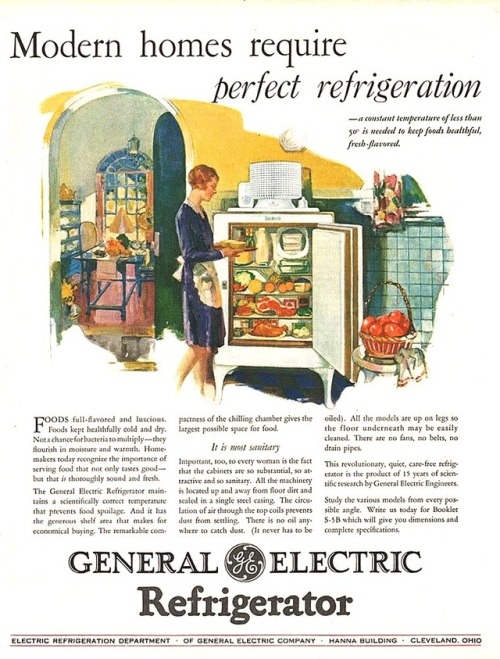 Modern homes require
perfect refrigeration
—a constant temperature of less than
50° is needed to keep foods healthful,
fresh-flavored.
FOODS full-flavored and luscious.
Foods kept healthfully cold and dry.
Not a chance for bacteria to multiply—they
flourish in moisture and warmth. Home-
makers today recognize the importance of
serving food that not only tastes good—
but that is thoroughly sound and fresh.
The General Electric Refrigerator main-
tains a scientifically correct temperature
that prevents food spoilage. And it has
the generous shelf area that makes for
economical buying. The remarkable com-
pactness of the chilling chamber gives the
largest possible space for food.
It is most sanitary
Important, too, to every woman is the fact
that the cabinets are so substantial, so at-
tractive and so sanitary. All the machinery
is located up and away from floor dirt and
sealed in a single steel casing. The circu-
lation of air through the top coils prevents
dust from settling. There is no oil any-
where to catch dust. (It never has to be
oiled). All the models are up on legs so
the floor underneath may be easily
cleaned. There are no fans, no belts, no
drain pipes.
This revolutionary, quiet, care-free refrig-
erator is the product of 15 years of scien-
tific research by General Electric Engineers.
Study the various models from every pos-
sible angle. Write us today for Booklet
S-5B which will give you dimensions and
complete specifications.
GENERAL GE ELECTRIC
Refrigerator
ELECTRIC REFRIGERATION DEPARTMENT · OF GENERAL ELECTRIC COMPANY · HANNA BUILDING · CLEVELAND, OHIO